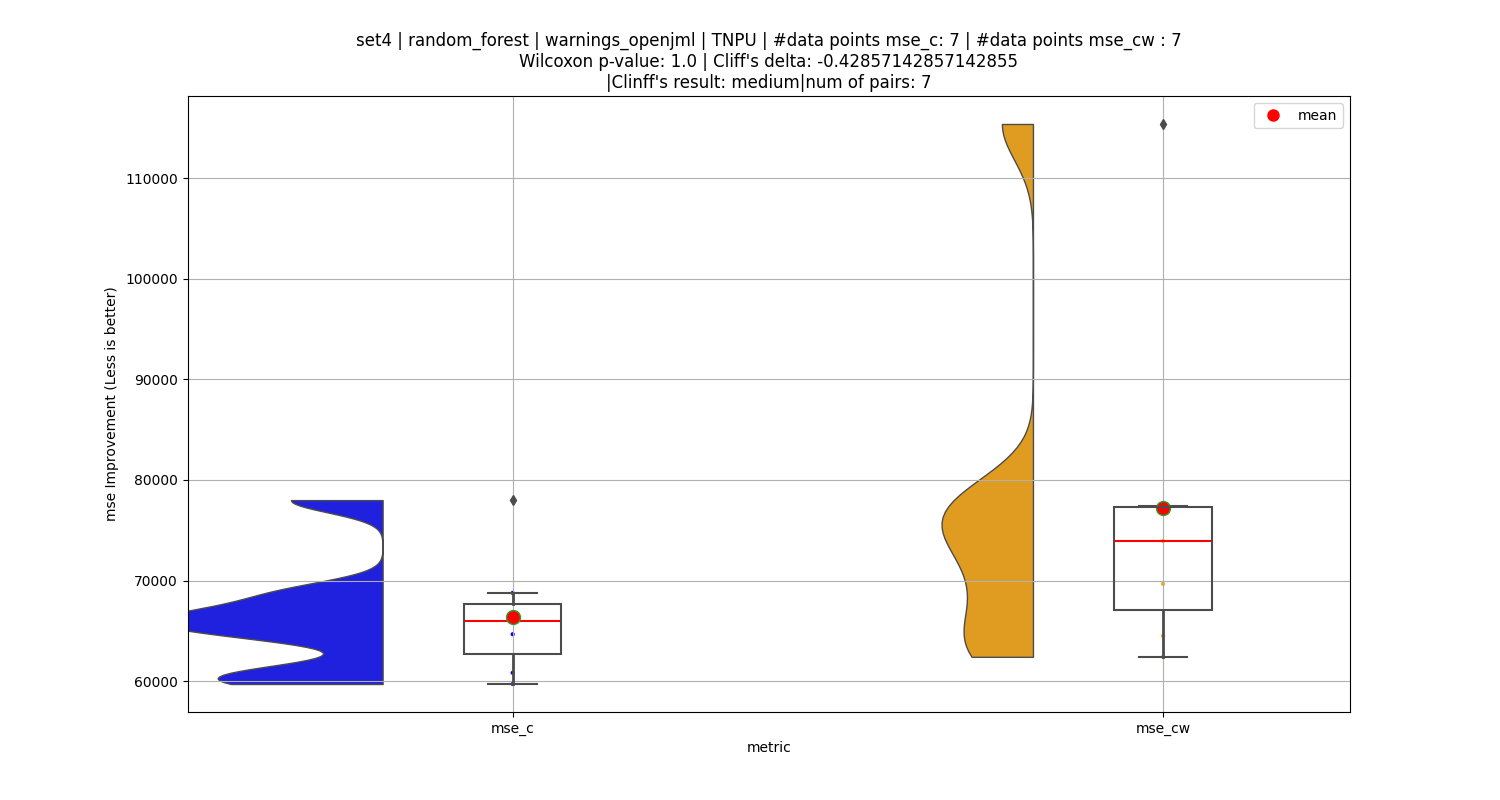 set4 | random_forest | warnings_openjml | TNPU | #data points mse_c: 7 | #data points mse_cw : 7
Wilcoxon p-value: 1.0 | Cliff's delta: -0.42857142857142855
|Clinff's result: medium|num of pairs: 7
mean
110000
100000
90000
80000
70000
60000
mse Improvement (Less is better)
mse_c
mse_cw
metric